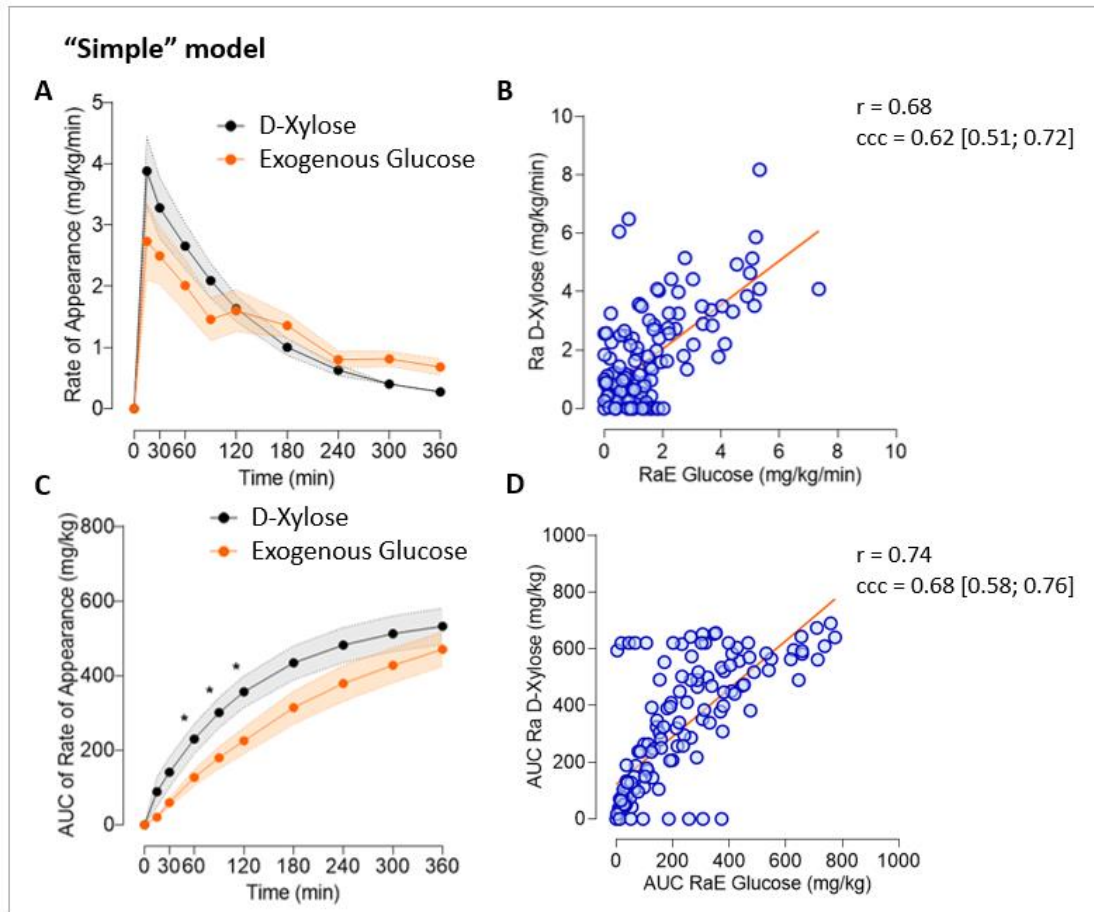 “Simple” model
A
Rate of Appearance (mg/kg/min)
5
4
3
2
1
0
D-Xylose
Exogenous Glucose
0 30 60 120 180 240 300 360
Time (min)
B
r = 0.68
ccc = 0.62 [0.51; 0.72]
Ra D-Xylose (mg/kg/min)
10
8
6
4
2
0
0 2 4 6 8 10
RaE Glucose (mg/kg/min)
C
AUC of Rate of Appearance (mg/kg)
800
600
400
200
0
D-Xylose
Exogenous Glucose
* * *
0 30 60 120 180 240 300 360
Time (min)
D
r = 0.74
ccc = 0.68 [0.58; 0.76]
AUC Ra D-Xylose (mg/kg)
1000
800
600
400
200
0
0 200 400 600 800 1000
AUC RaE Glucose (mg/kg)